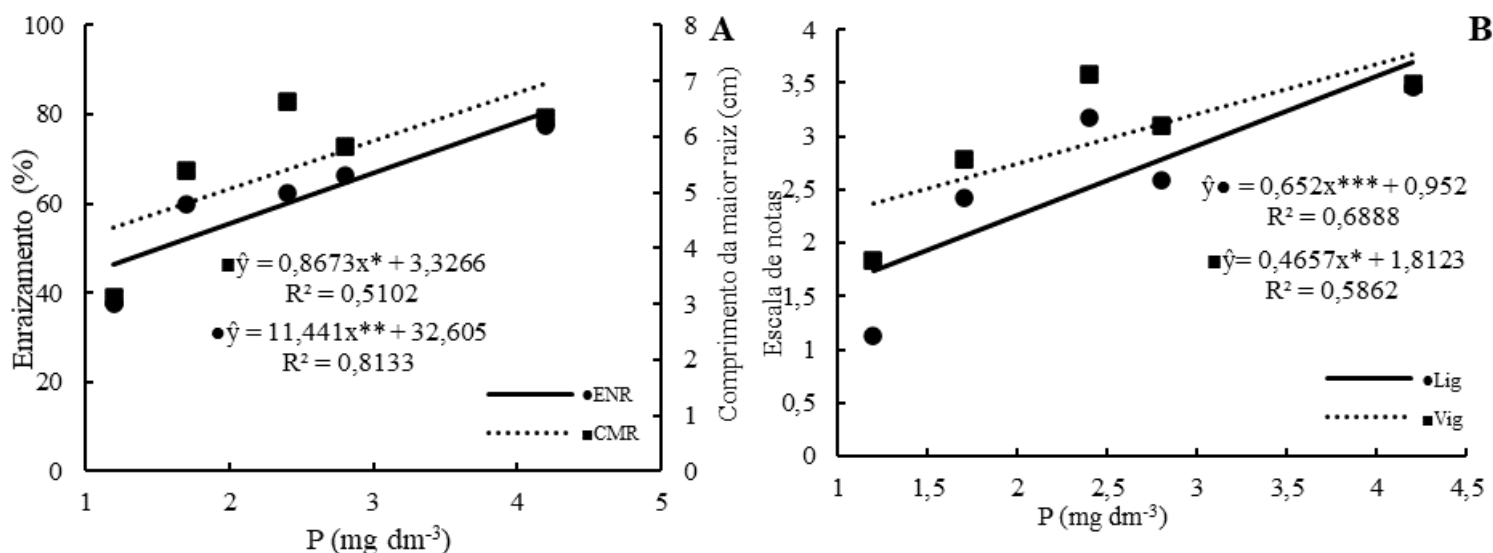 A
Enraizamento (%)
100
80
60
40
20
0
8
7
6
5
4
3
2
1
0
Comprimento da maior raiz (cm)
■ŷ = 0,8673x* + 3,3266
R² = 0,5102
●ŷ = 11,441x** + 32,605
R² = 0,8133
●ENR
■CMR
1 2 3 4 5
P (mg dm⁻³)
B
Escala de notas
4
3,5
3
2,5
2
1,5
1
0,5
0
ŷ● = 0,652x*** + 0,952
R² = 0,6888
■ŷ= 0,4657x* + 1,8123
R² = 0,5862
●Lig
■Vig
1 1,5 2 2,5 3 3,5 4 4,5
P (mg dm⁻³)